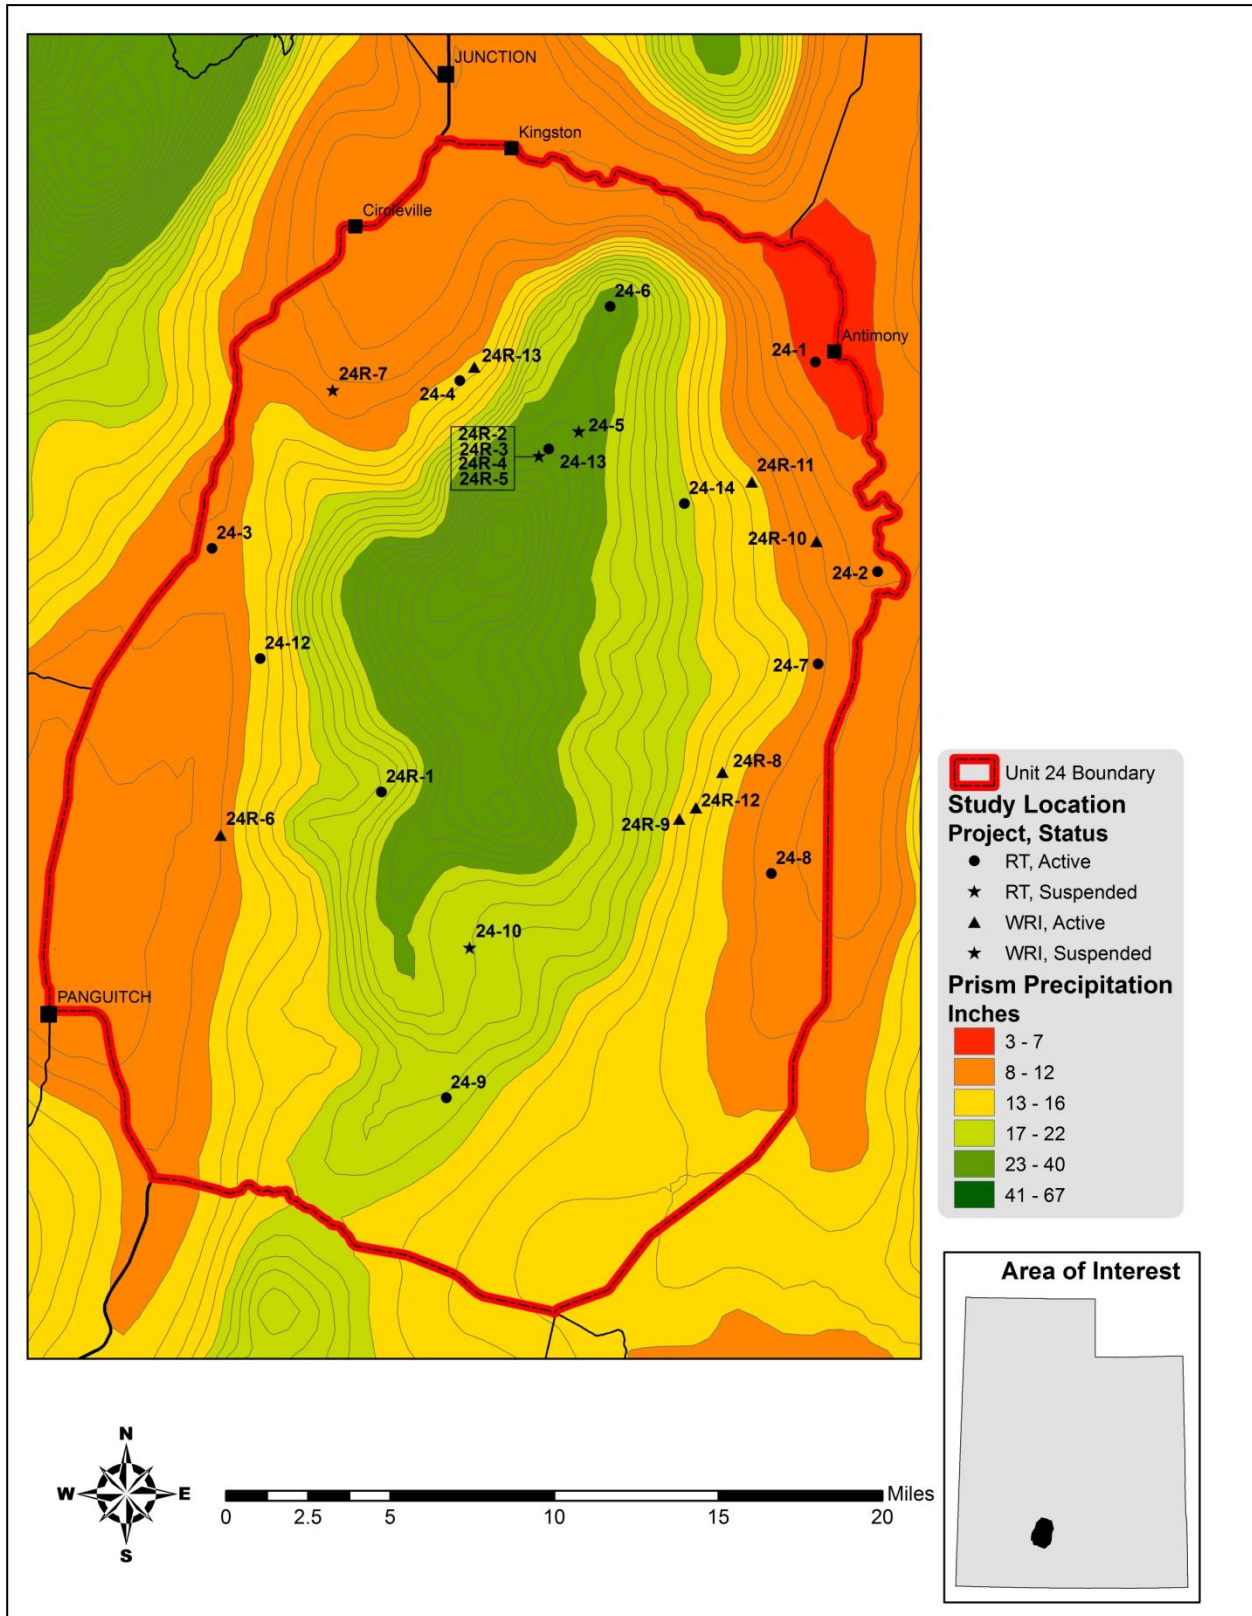 JUNCTION
Kingston
Circleville
24-6
Antimony
24-1
24R-13
24R-7
24-4
24R-2
24R-3
24R-4
24R-5
24-5
24-13
24R-11
24-14
24R-10
24-3
24-2
24-12
24-7
24R-8
24R-1
24R-12
24R-6
24R-9
24-8
24-10
PANGUITCH
24-9
Unit 24 Boundary
Study Location
Project, Status
RT, Active
RT, Suspended
WRI, Active
WRI, Suspended
Prism Precipitation
Inches
3 - 7
8 - 12
13 - 16
17 - 22
23 - 40
41 - 67
Area of Interest
N
W E
S
Miles
0 2.5 5 10 15 20